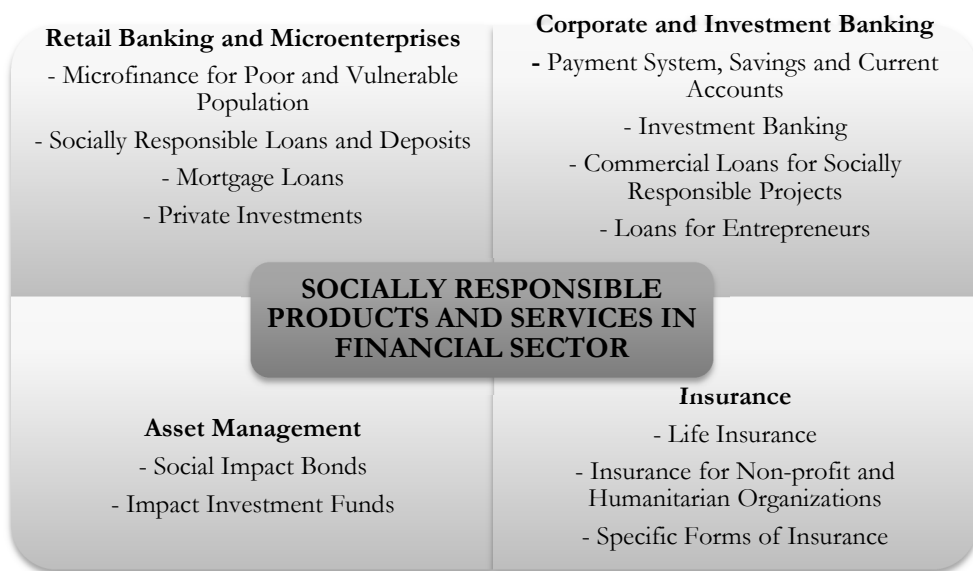 Retail Banking and Microenterprises
- Microfinance for Poor and Vulnerable
Population
- Socially Responsible Loans and Deposits
- Mortgage Loans
- Private Investments
Corporate and Investment Banking
- Payment System, Savings and Current
Accounts
- Investment Banking
- Commercial Loans for Socially
Responsible Projects
- Loans for Entrepreneurs
SOCIALLY RESPONSIBLE
PRODUCTS AND SERVICES IN
FINANCIAL SECTOR
Asset Management
- Social Impact Bonds
- Impact Investment Funds
Insurance
- Life Insurance
- Insurance for Non-profit and
Humanitarian Organizations
- Specific Forms of Insurance